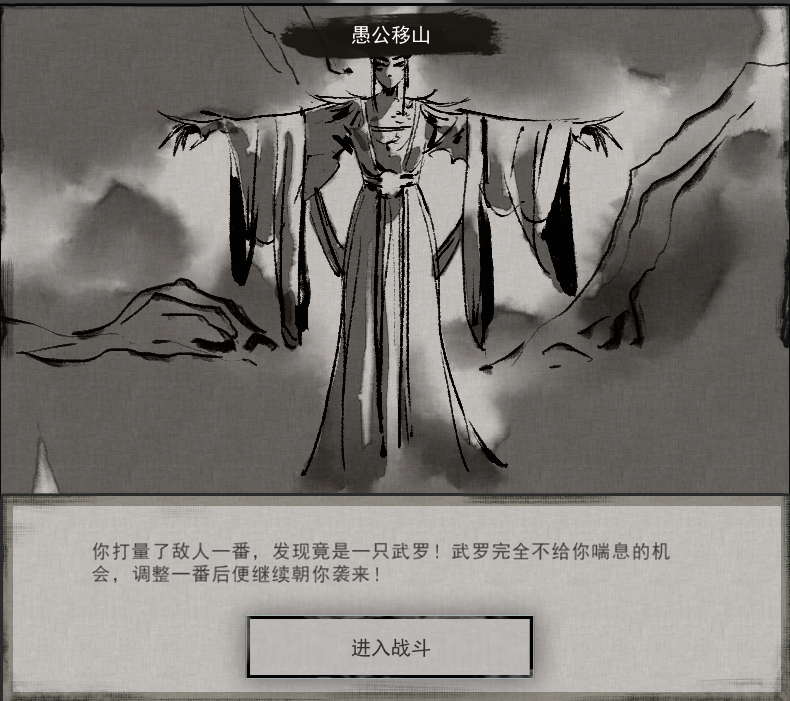 愚公移山
你打量了敌人一番，发现竟是一只武罗！武罗完全不给你喘息的机
会，调整一番后便继续朝你袭来！
进入战斗